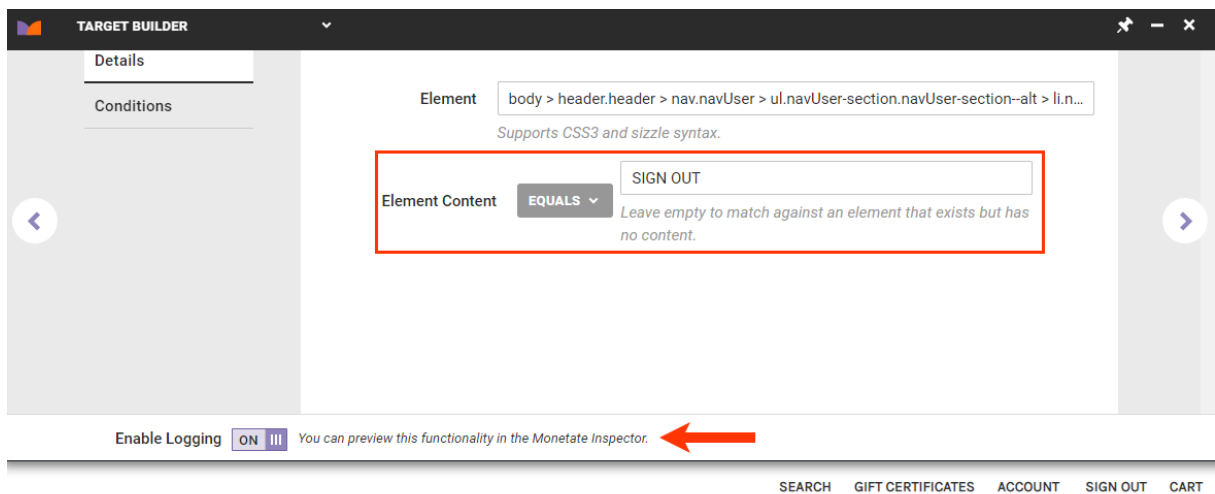 TARGET BUILDER
Details
Conditions
Element
body > header.header > nav.navUser > ul.navUser-section.navUser-section--alt > li.n...
Supports CSS3 and sizzle syntax.
Element Content
EQUALS
SIGN OUT
Leave empty to match against an element that exists but has
no content.
Enable Logging ON You can preview this functionality in the Monetate Inspector.
SEARCH GIFT CERTIFICATES ACCOUNT SIGN OUT CART